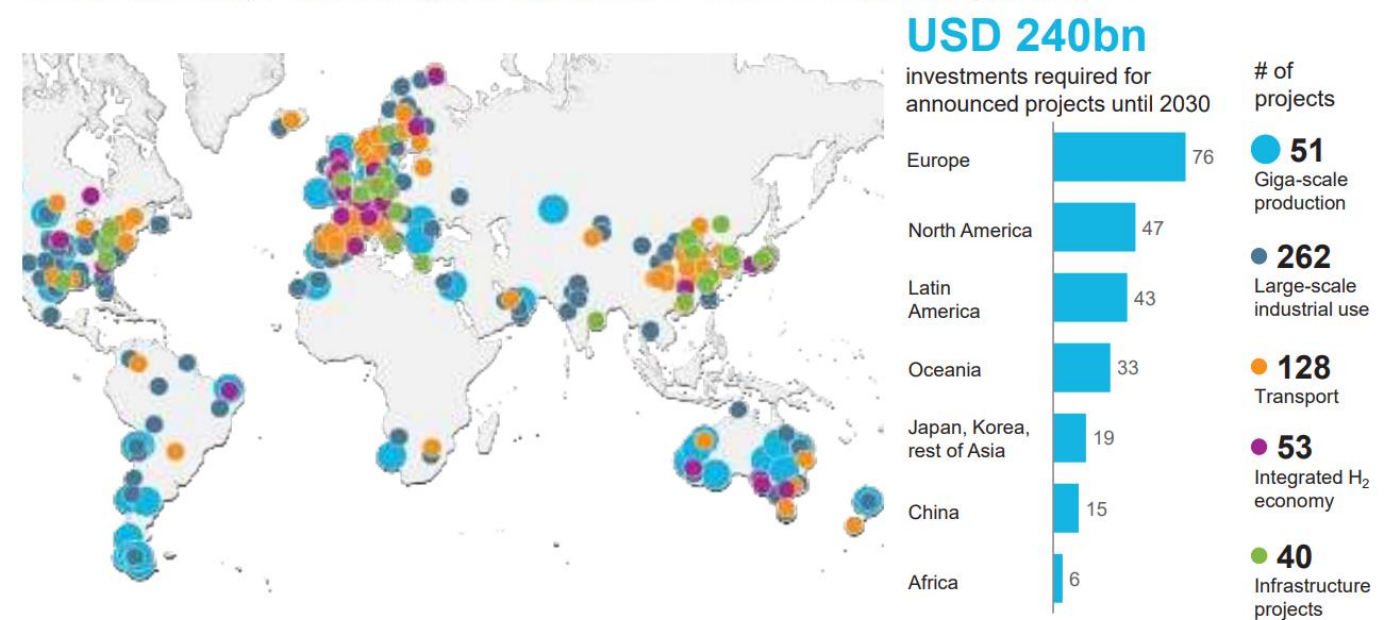 USD 240bn
investments required for
announced projects until 2030
Europe
76
North America
47
Latin
America
43
Oceania
33
Japan, Korea,
rest of Asia
19
China
15
Africa
6
# of
projects
51
Giga-scale
production
262
Large-scale
industrial use
128
Transport
53
Integrated H₂
economy
40
Infrastructure
projects